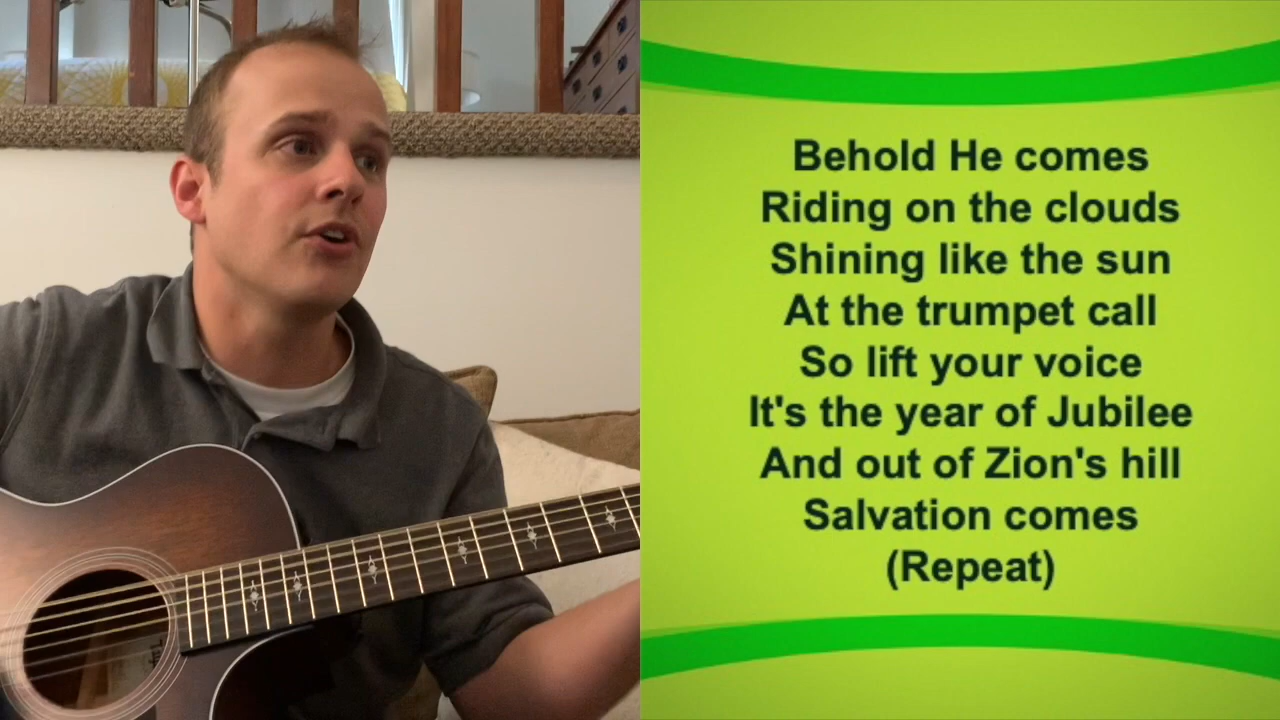 Behold He comes
Riding on the clouds
Shining like the sun
At the trumpet call
So lift your voice
It's the year of Jubilee
And out of Zion's hill
Salvation comes
(Repeat)